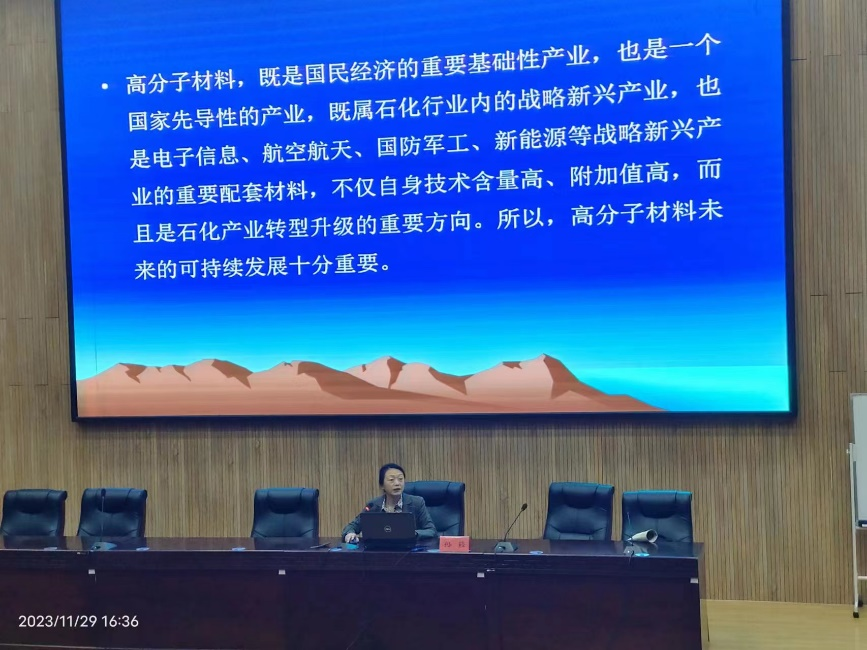 • 高分子材料，既是国民经济的重要基础性产业，也是一个
国家先导性的产业，既属石化行业内的战略新兴产业，也
是电子信息、航空航天、国防军工、新能源等战略新兴产
业的重要配套材料，不仅自身技术含量高、附加值高，而
且是石化产业转型升级的重要方向。所以，高分子材料未
来的可持续发展十分重要。
2023/11/29 16:36